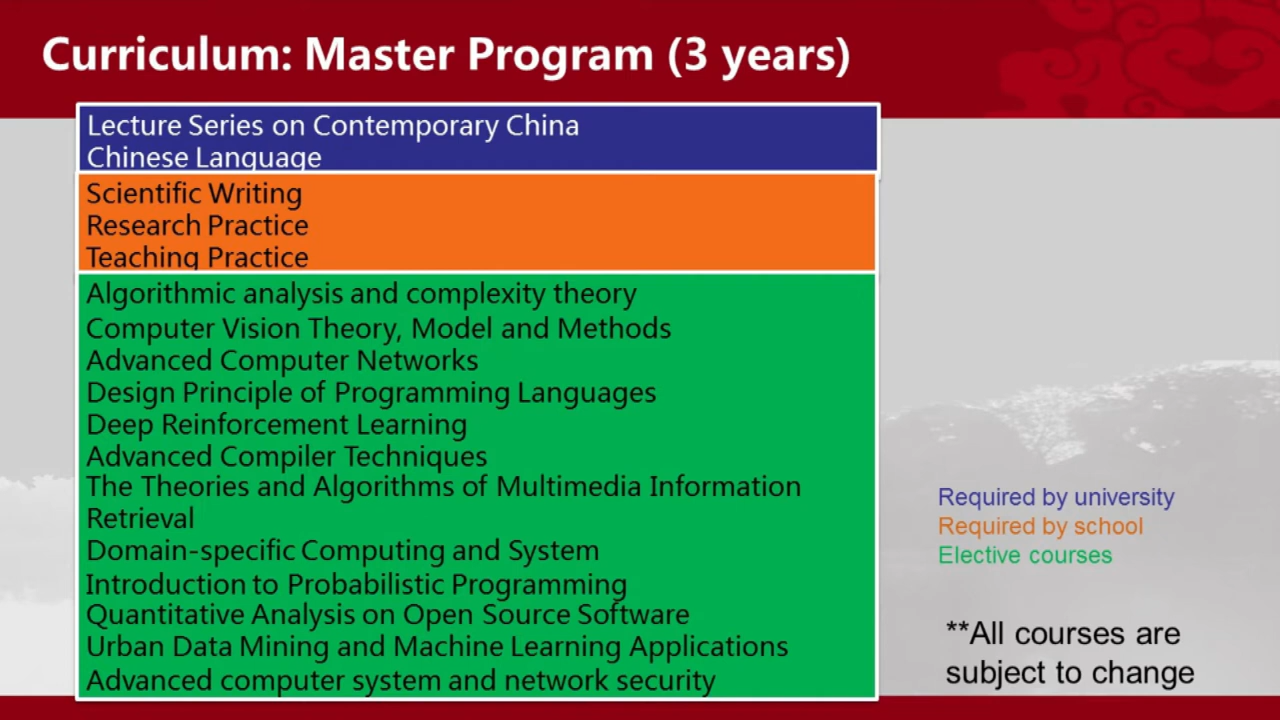 Curriculum: Master Program (3 years)
Lecture Series on Contemporary China
Chinese Language
Scientific Writing
Research Practice
Teaching Practice
Algorithmic analysis and complexity theory
Computer Vision Theory, Model and Methods
Advanced Computer Networks
Design Principle of Programming Languages
Deep Reinforcement Learning
Advanced Compiler Techniques
The Theories and Algorithms of Multimedia Information
Retrieval
Domain-specific Computing and System
Introduction to Probabilistic Programming
Quantitative Analysis on Open Source Software
Urban Data Mining and Machine Learning Applications
Advanced computer system and network security
Required by university
Required by school
Elective courses
**All courses are
subject to change